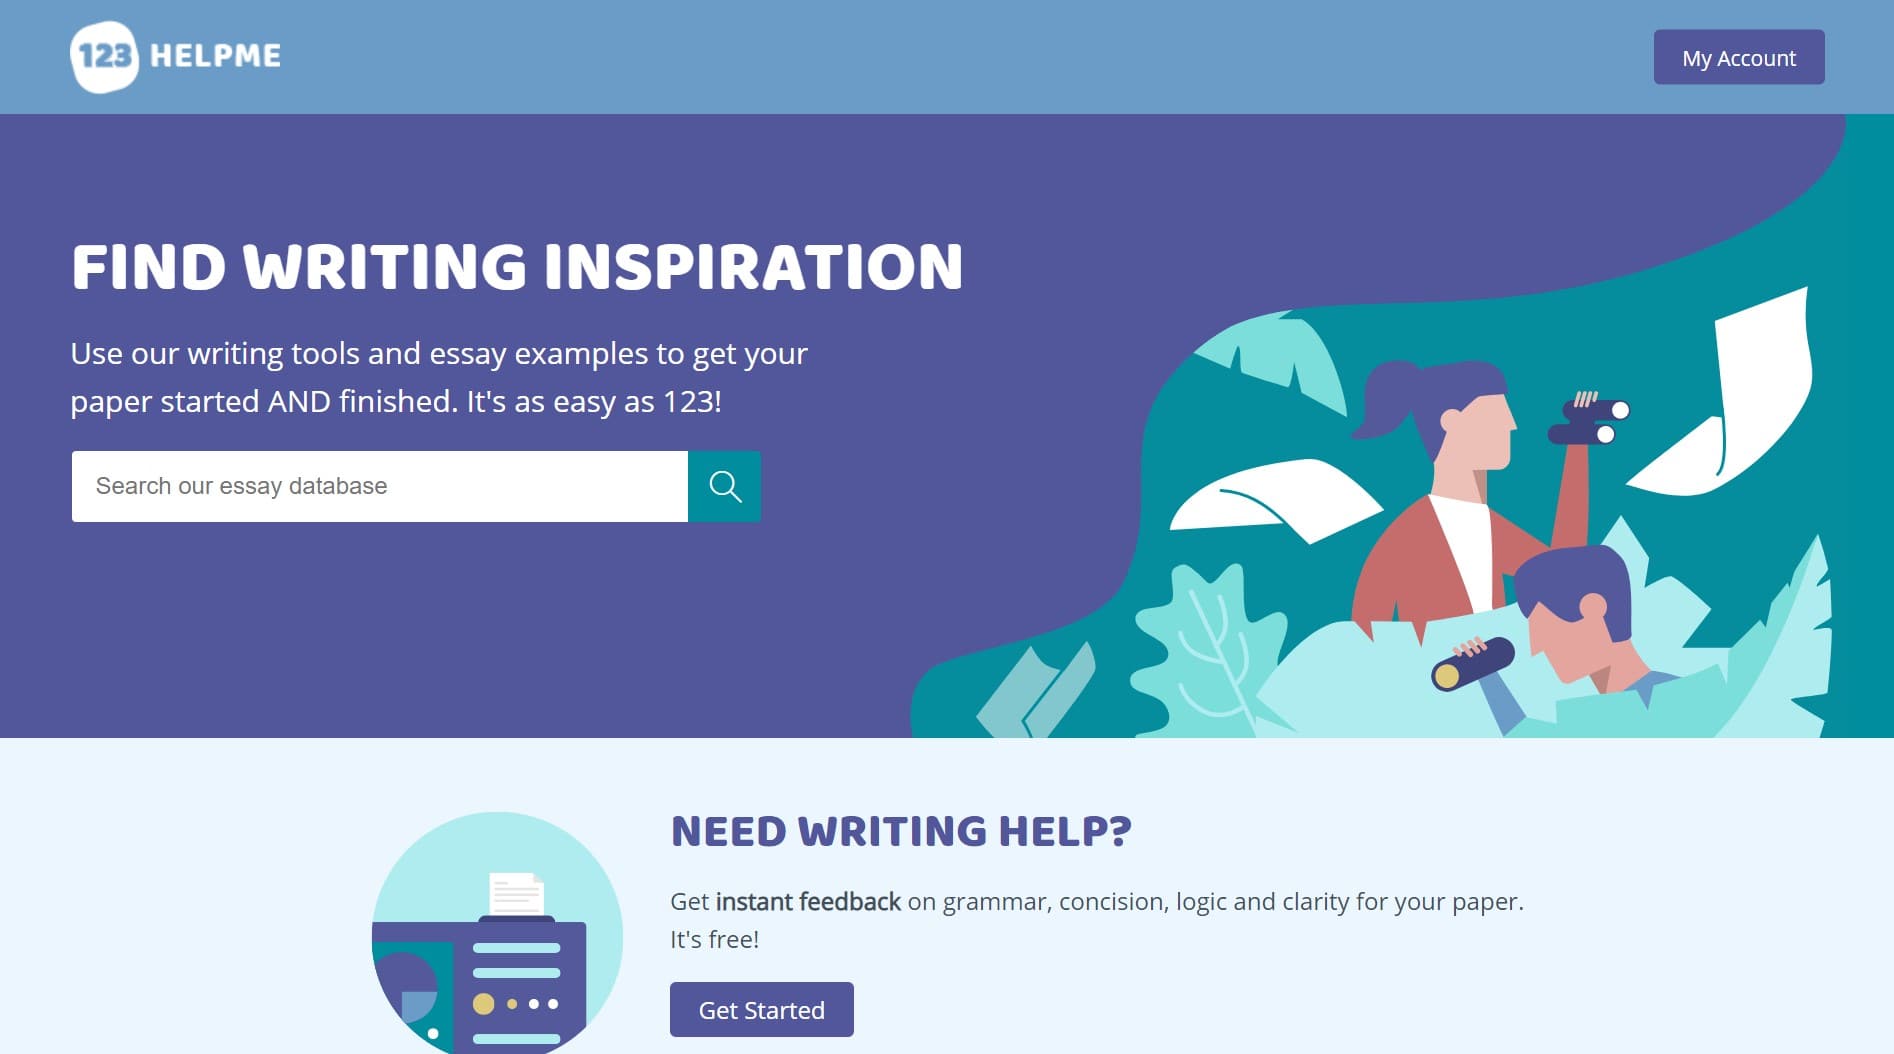 123 HELPME
My Account
FIND WRITING INSPIRATION
Use our writing tools and essay examples to get your
paper started AND finished. It's as easy as 123!
Search our essay database
NEED WRITING HELP?
Get instant feedback on grammar, concision, logic and clarity for your paper.
It's free!
Get Started